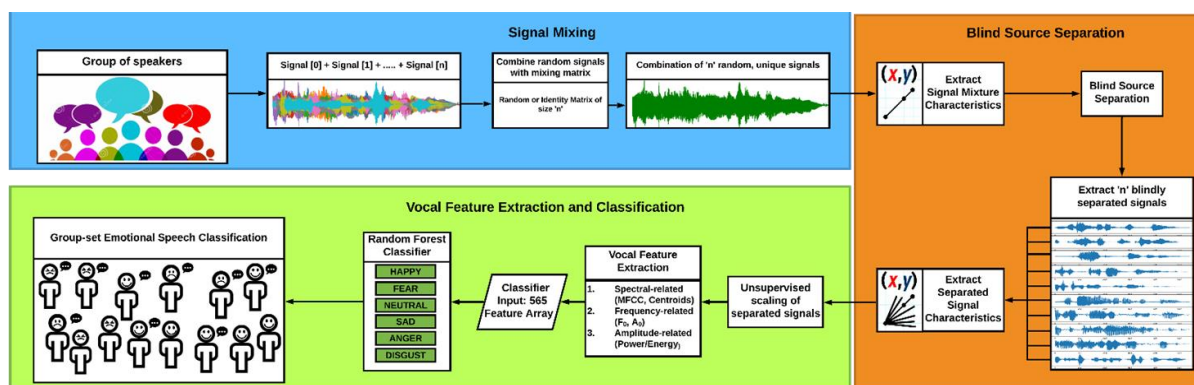 Signal Mixing
Group of speakers
Signal [0] + Signal [1] + ..... + Signal [n]
Combine random signals
with mixing matrix
Random or Identity Matrix of
size 'n'
Combination of 'n' random, unique signals
Blind Source Separation
(x,y)
Extract
Signal Mixture
Characteristics
Blind Source
Separation
Extract 'n' blindly
separated signals
(x,y)
Extract
Separated
Signal
Characteristics
Vocal Feature Extraction and Classification
Unsupervised
scaling of
separated signals
Vocal Feature
Extraction
1. Spectral-related
(MFCC, Centroids)
2. Frequency-related
(F₀, A₀)
3. Amplitude-related
(Power/Energy)
Classifier
Input: 565
Feature Array
Random Forest
Classifier
HAPPY
FEAR
NEUTRAL
SAD
ANGER
DISGUST
Group-set Emotional Speech Classification